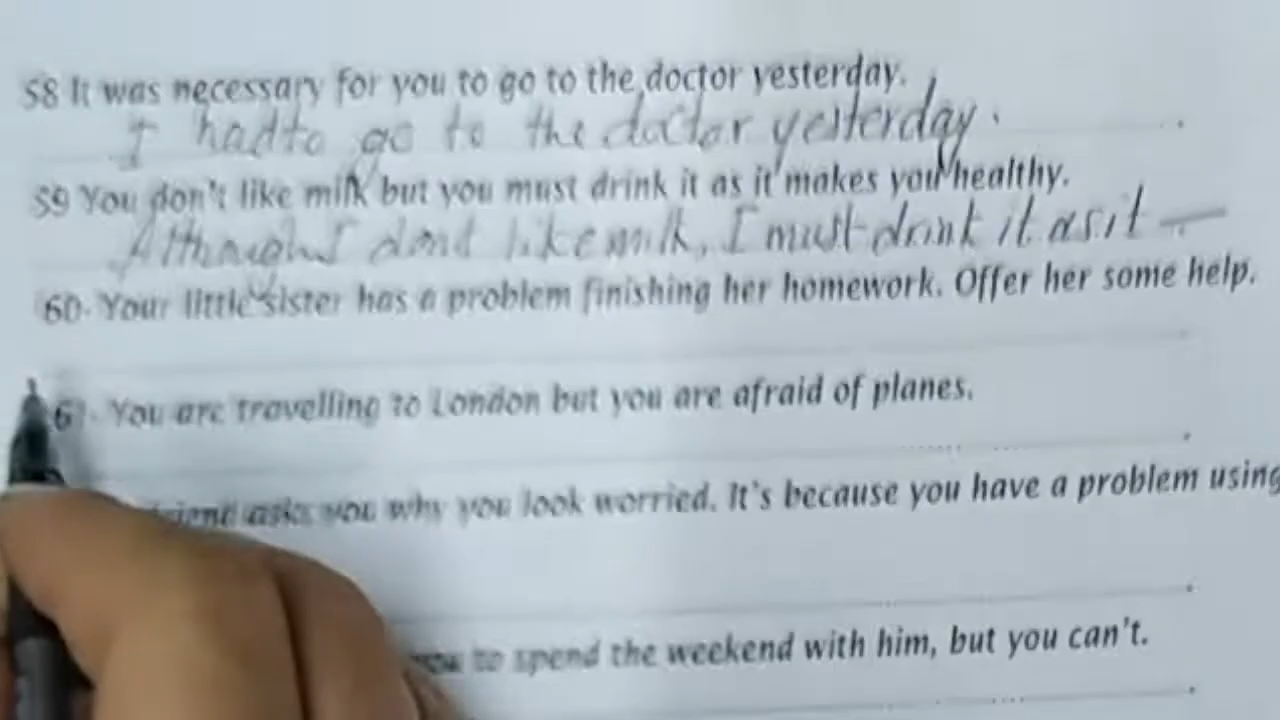 58 It was necessary for you to go to the doctor yesterday.
I had to go to the doctor yesterday.
59 You don't like milk but you must drink it as it makes you healthy.
Although I don't like milk, I must drink it as it —
60- Your little sister has a problem finishing her homework. Offer her some help.
61- You are travelling to London but you are afraid of planes.
asks you why you look worried. It's because you have a problem using
you to spend the weekend with him, but you can't.